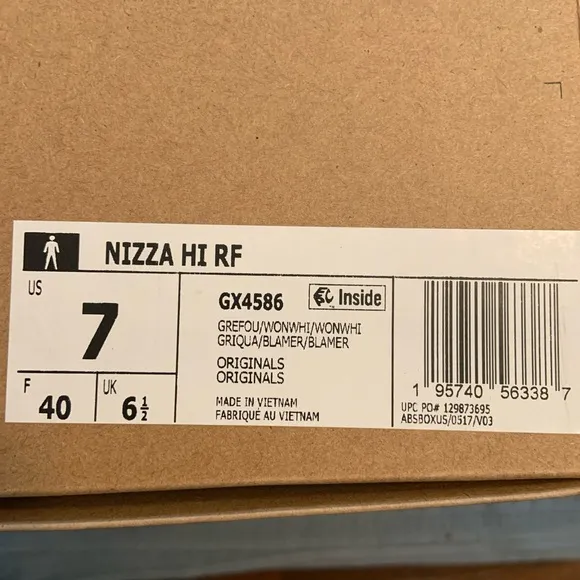 NIZZA HI RF
US
7
F
40
UK
6½
GX4586
Inside
GREFOU/WONWHI/WONWHI
GRIQUA/BLAMER/BLAMER
ORIGINALS
ORIGINALS
MADE IN VIETNAM
FABRIQUÉ AU VIETNAM
1 95740 56338 7
UPC PO# 129873695
ABSBOXUS/0517/V03